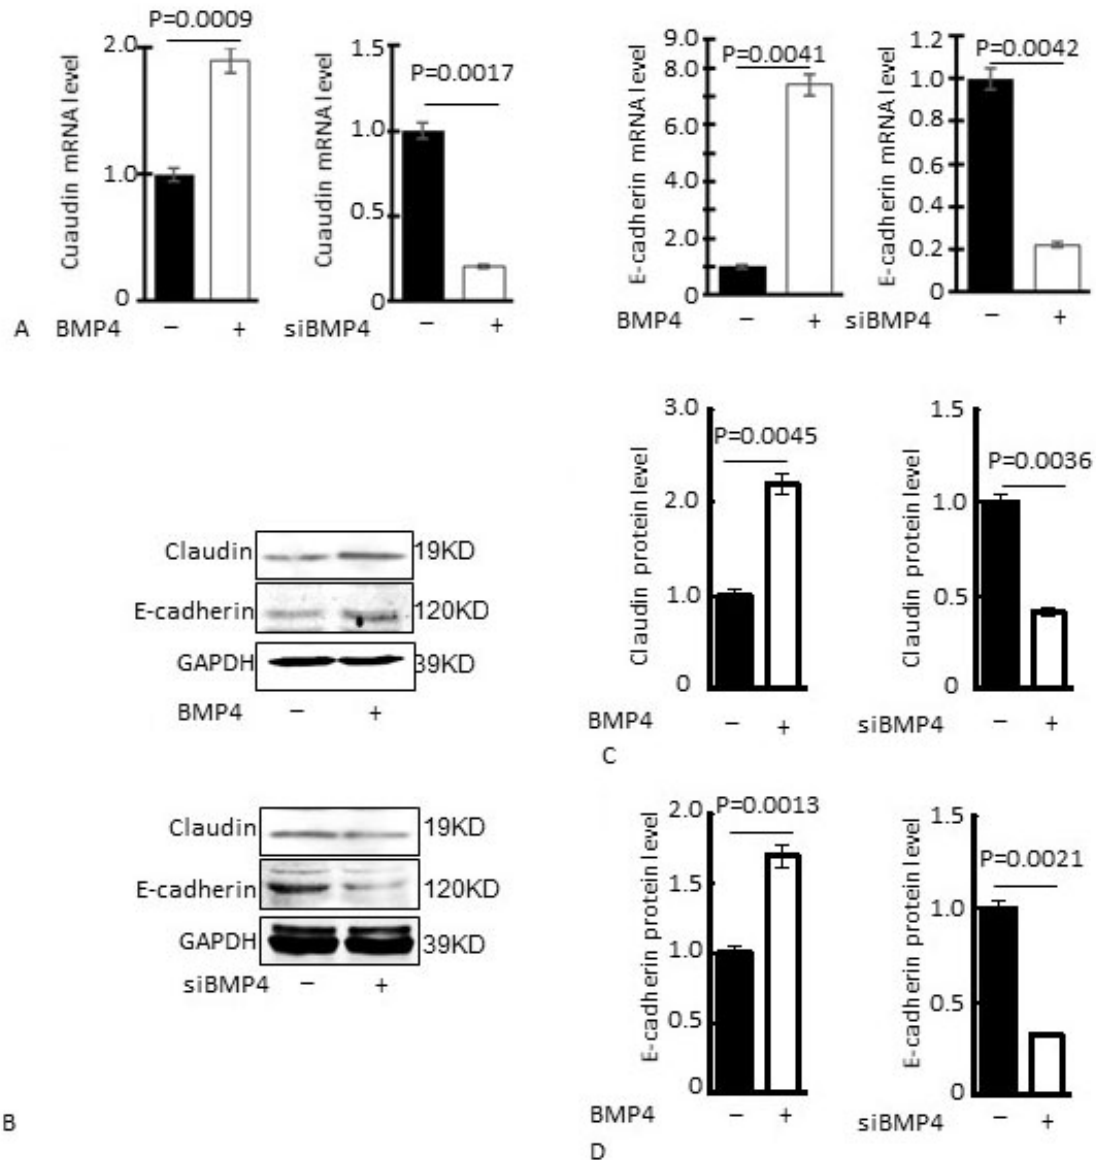 P=0.0009
2.0
1.0
0
Cuaudin mRNA level
BMP4 – +
P=0.0017
1.5
1.0
0.5
0
Cuaudin mRNA level
siBMP4 – +
P=0.0041
9.0
8.0
6.0
4.0
2.0
1.0
0
E-cadherin mRNA level
BMP4 – +
P=0.0042
1.2
1.0
0.8
0.6
0.4
0.2
0
E-cadherin mRNA level
siBMP4 – +
A
Claudin 19KD
E-cadherin 120KD
GAPDH 39KD
BMP4 – +
Claudin 19KD
E-cadherin 120KD
GAPDH 39KD
siBMP4 – +
B
P=0.0045
3.0
2.0
1.0
0
Claudin protein level
BMP4 – +
P=0.0036
1.5
1.0
0.5
0
Claudin protein level
siBMP4 – +
C
P=0.0013
2.0
1.5
1.0
0.5
0
E-cadherin protein level
BMP4 – +
P=0.0021
1.5
1.0
0.5
0
E-cadherin protein level
siBMP4 – +
D